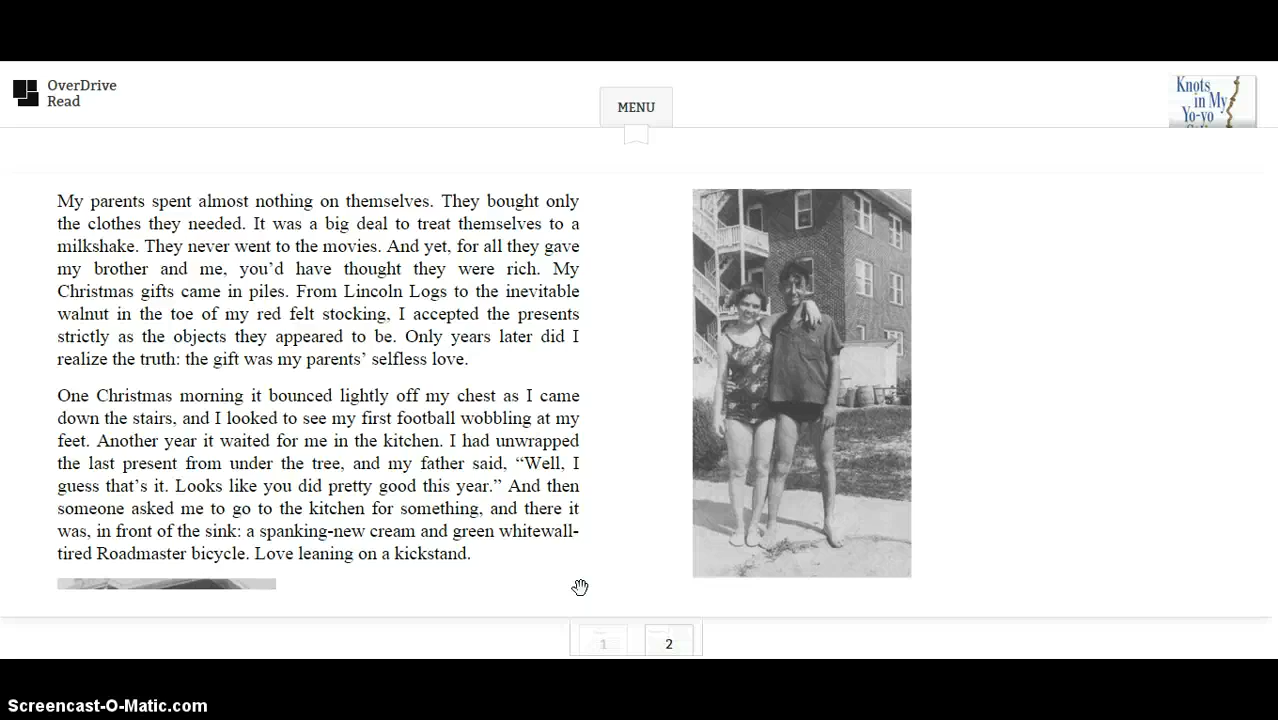 OverDrive
Read
MENU
Knots
in My
Yo-yo
My parents spent almost nothing on themselves. They bought only
the clothes they needed. It was a big deal to treat themselves to a
milkshake. They never went to the movies. And yet, for all they gave
my brother and me, you’d have thought they were rich. My
Christmas gifts came in piles. From Lincoln Logs to the inevitable
walnut in the toe of my red felt stocking, I accepted the presents
strictly as the objects they appeared to be. Only years later did I
realize the truth: the gift was my parents’ selfless love.
One Christmas morning it bounced lightly off my chest as I came
down the stairs, and I looked to see my first football wobbling at my
feet. Another year it waited for me in the kitchen. I had unwrapped
the last present from under the tree, and my father said, “Well, I
guess that’s it. Looks like you did pretty good this year.” And then
someone asked me to go to the kitchen for something, and there it
was, in front of the sink: a spanking-new cream and green whitewall-
tired Roadmaster bicycle. Love leaning on a kickstand.
1
2
Screencast-O-Matic.com